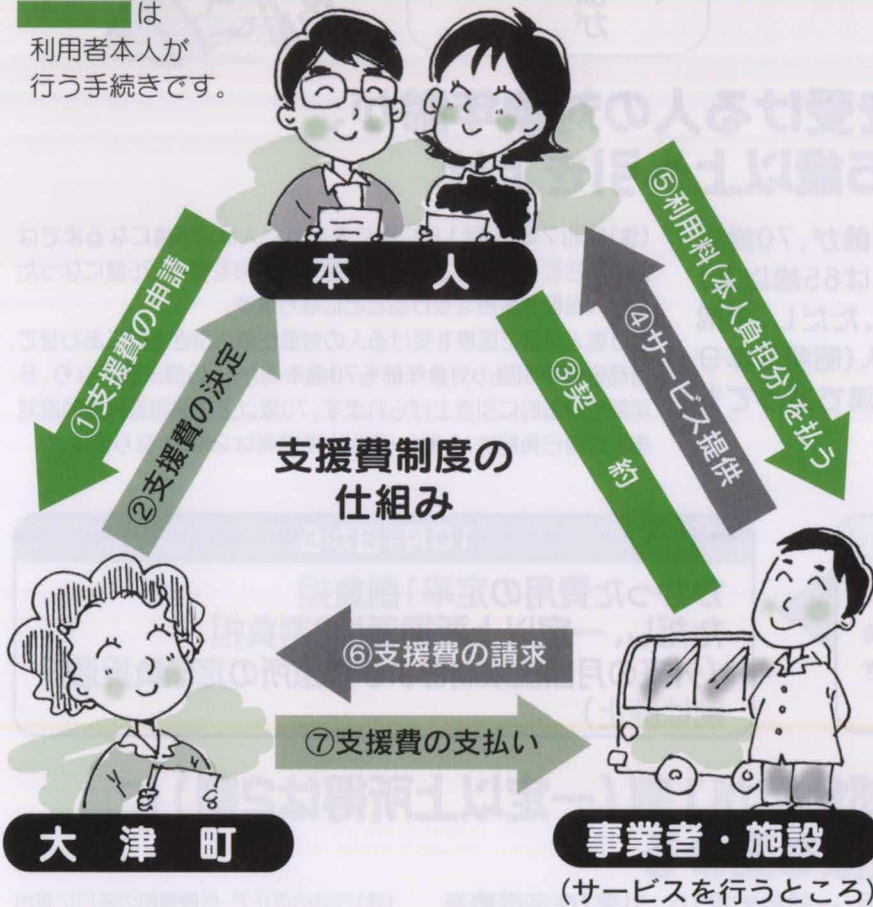 は
利用者本人が
行う手続きです。
本人
①支援費の申請
②支援費の決定
③契約
④サービス提供
⑤利用料(本人負担分)を払う
支援費制度の
仕組み
⑥支援費の請求
⑦支援費の支払い
大津町
事業者・施設
(サービスを行うところ)